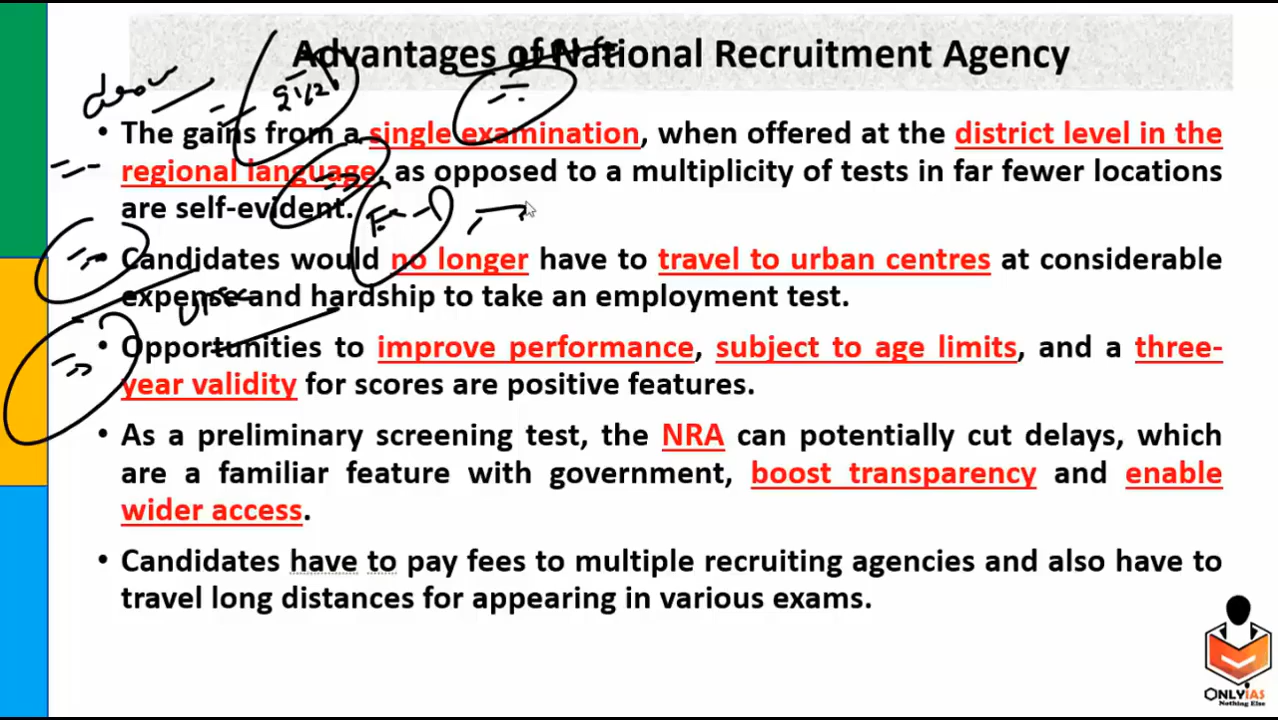 Advantages of National Recruitment Agency
• The gains from a single examination, when offered at the district level in the
regional language, as opposed to a multiplicity of tests in far fewer locations
are self-evident.
• Candidates would no longer have to travel to urban centres at considerable
expense and hardship to take an employment test.
• Opportunities to improve performance, subject to age limits, and a three-
year validity for scores are positive features.
• As a preliminary screening test, the NRA can potentially cut delays, which
are a familiar feature with government, boost transparency and enable
wider access.
• Candidates have to pay fees to multiple recruiting agencies and also have to
travel long distances for appearing in various exams.
ONLYIAS
Nothing Else